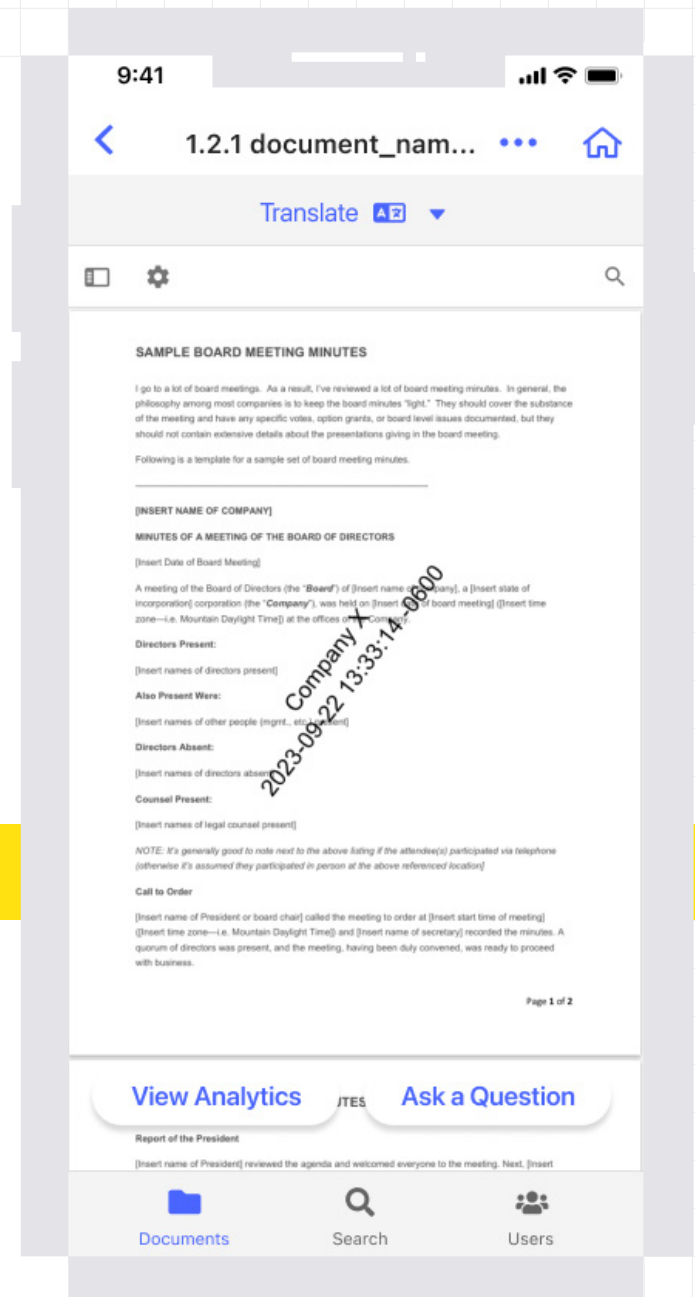 9:41
1.2.1 document_nam...
Translate
SAMPLE BOARD MEETING MINUTES
I go to a lot of board meetings. As a result, I've reviewed a lot of board meeting minutes. In general, the
philosophy among most companies is to keep the board minutes "light." They should cover the substance
of the meeting and have any specific votes, option grants, or board level issues documented, but they
should not contain extensive details about the presentations giving in the board meeting.
Following is a template for a sample set of board meeting minutes.
[INSERT NAME OF COMPANY]
MINUTES OF A MEETING OF THE BOARD OF DIRECTORS
[Insert Date of Board Meeting]
A meeting of the Board of Directors (the "Board") of [Insert name of company], a [Insert state of
incorporation] corporation (the "Company"), was held on [Insert date of board meeting] ([Insert time
zone—i.e. Mountain Daylight Time]) at the offices of the Company.
Directors Present:
[Insert names of directors present]
Also Present Were:
[Insert names of other people (mgmt., etc.) present]
Directors Absent:
[Insert names of directors absent]
Counsel Present:
[Insert names of legal counsel present]
NOTE: It's generally good to note next to the above listing if the attendee(s) participated via telephone
(otherwise it's assumed they participated in person at the above referenced location]
Call to Order
[Insert name of President or board chair] called the meeting to order at [Insert start time of meeting]
([Insert time zone—i.e. Mountain Daylight Time]) and [Insert name of secretary] recorded the minutes. A
quorum of directors was present, and the meeting, having been duly convened, was ready to proceed
with business.
Company X
2023-09-22 13:33:14 -0600
Page 1 of 2
View Analytics
UTES
Ask a Question
Report of the President
[Insert name of President] reviewed the agenda and welcomed everyone to the meeting. Next, [Insert
Documents
Search
Users